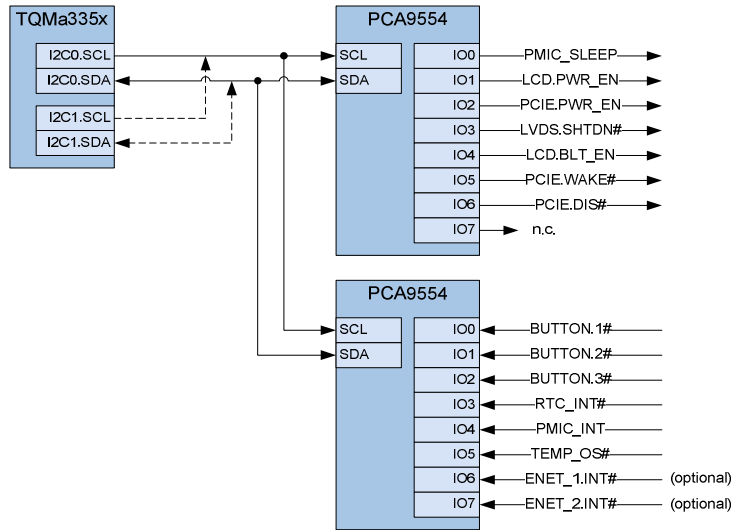 TQMa335x
I2C0.SCL
I2C0.SDA
I2C1.SCL
I2C1.SDA
PCA9554
SCL
SDA
IO0 PMIC_SLEEP
IO1 LCD.PWR_EN
IO2 PCIE.PWR_EN
IO3 LVDS.SHTDN#
IO4 LCD.BLT_EN
IO5 PCIE.WAKE#
IO6 PCIE.DIS#
IO7 n.c.
PCA9554
SCL
SDA
IO0 BUTTON.1#
IO1 BUTTON.2#
IO2 BUTTON.3#
IO3 RTC_INT#
IO4 PMIC_INT
IO5 TEMP_OS#
IO6 ENET_1.INT# (optional)
IO7 ENET_2.INT# (optional)